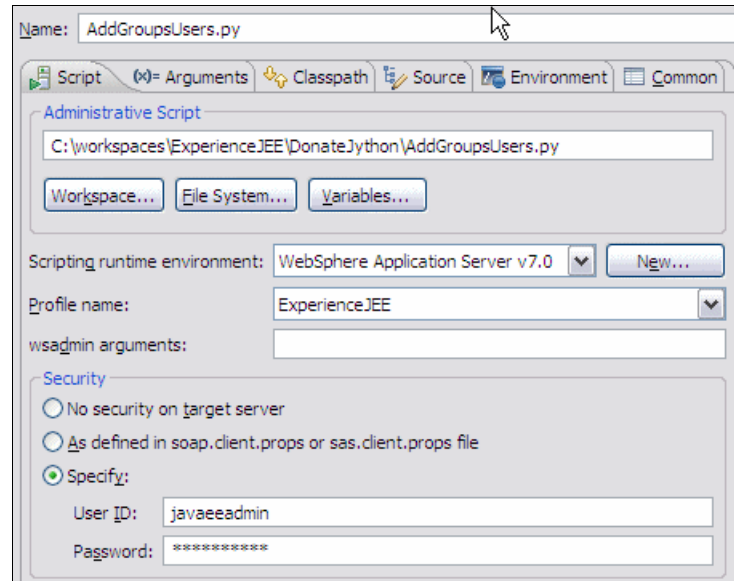 Name: AddGroupsUsers.py
Script (x)= Arguments Classpath Source Environment Common
Administrative Script
C:\workspaces\ExperienceJEE\DonateJython\AddGroupsUsers.py
Workspace... File System... Variables...
Scripting runtime environment: WebSphere Application Server v7.0 New...
Profile name: ExperienceJEE
wsadmin arguments:
Security
No security on target server
As defined in soap.client.props or sas.client.props file
Specify:
User ID: javaeeadmin
Password: **********